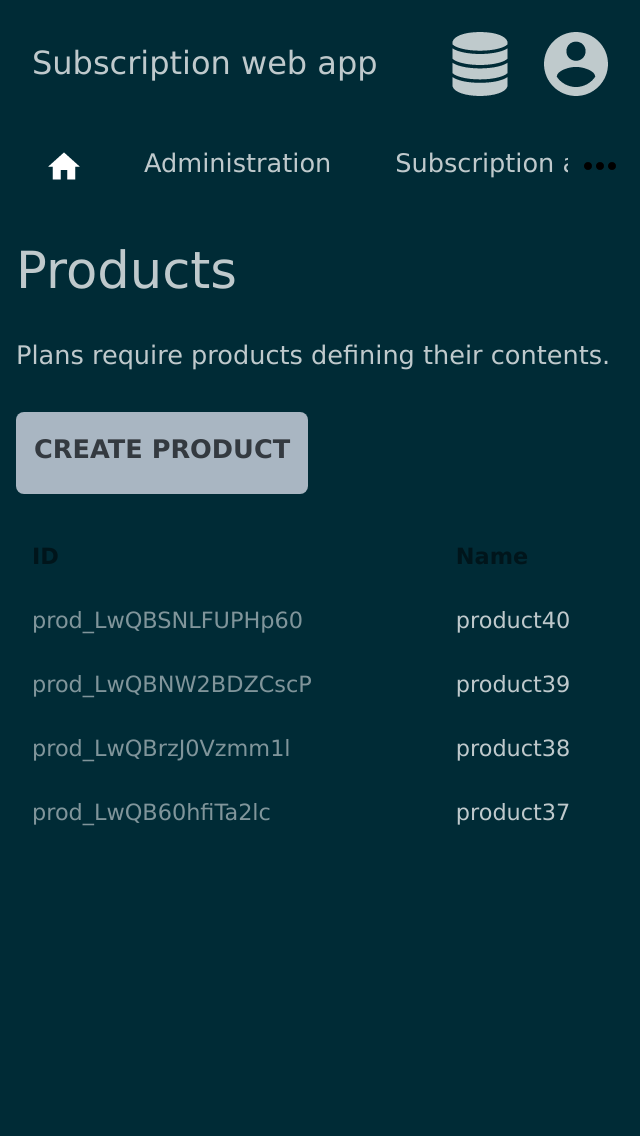 Subscription web app
Administration Subscription
Products
Plans require products defining their contents.
CREATE PRODUCT
ID Name
prod_LwQBSNLFUPHp60 product40
prod_LwQBNW2BDZCscP product39
prod_LwQBrzJ0Vzmm1l product38
prod_LwQB60hfiTa2lc product37